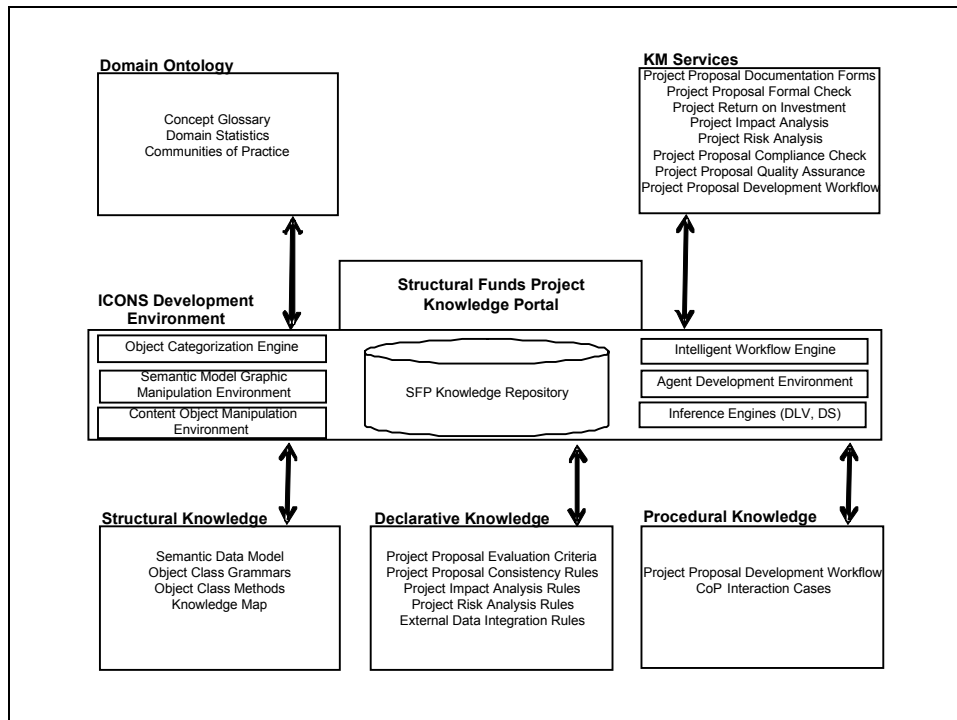 Domain Ontology
Concept Glossary
Domain Statistics
Communities of Practice
KM Services
Project Proposal Documentation Forms
Project Proposal Formal Check
Project Return on Investment
Project Impact Analysis
Project Risk Analysis
Project Proposal Compliance Check
Project Proposal Quality Assurance
Project Proposal Development Workflow
Structural Funds Project
Knowledge Portal
ICONS Development
Environment
Object Categorization Engine
Semantic Model Graphic
Manipulation Environment
Content Object Manipulation
Environment
SFP Knowledge Repository
Intelligent Workflow Engine
Agent Development Environment
Inference Engines (DLV, DS)
Structural Knowledge
Semantic Data Model
Object Class Grammars
Object Class Methods
Knowledge Map
Declarative Knowledge
Project Proposal Evaluation Criteria
Project Proposal Consistency Rules
Project Impact Analysis Rules
Project Risk Analysis Rules
External Data Integration Rules
Procedural Knowledge
Project Proposal Development Workflow
CoP Interaction Cases